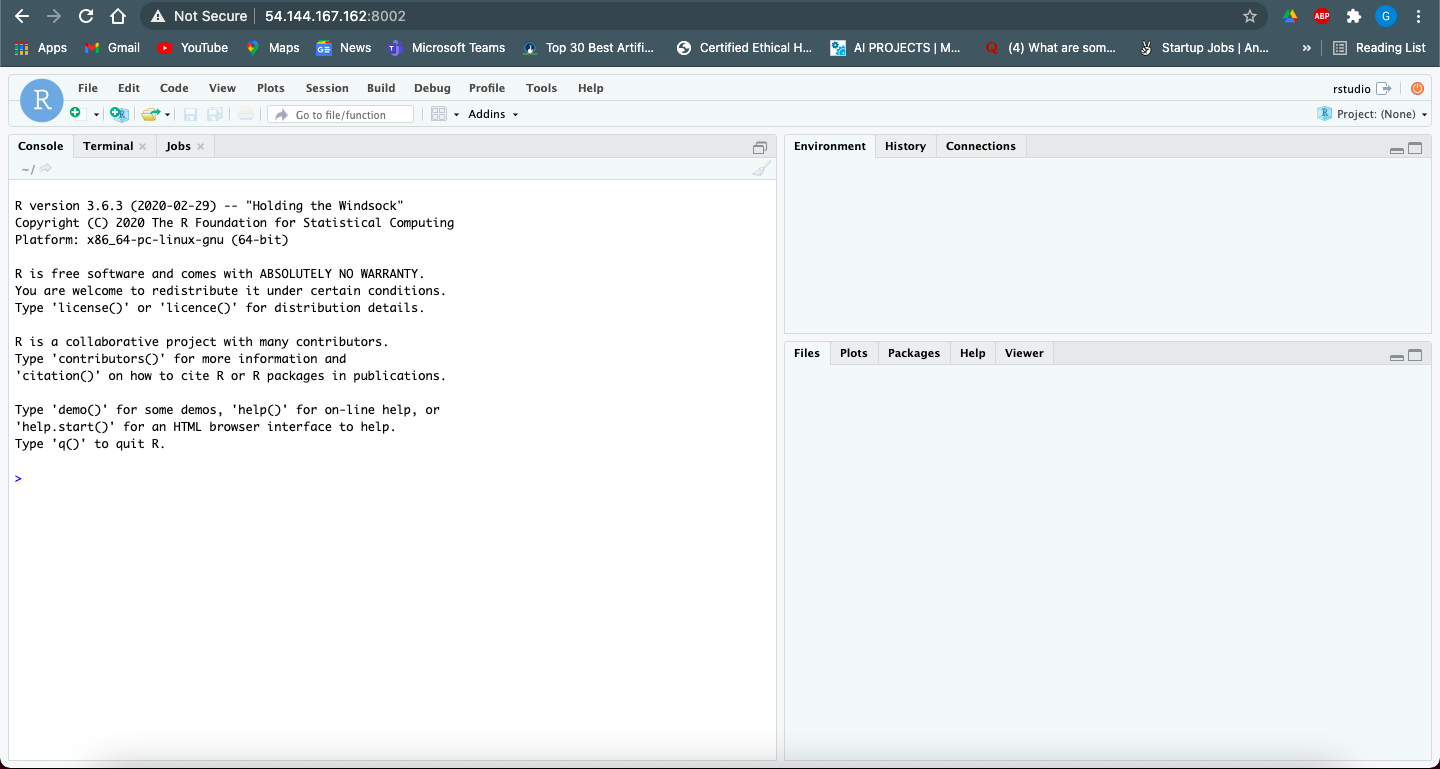 Not Secure 54.144.167.162:8002
ABP G
Apps Gmail YouTube Maps News Microsoft Teams Top 30 Best Artifi... Certified Ethical H... AI PROJECTS | M... (4) What are som... Startup Jobs | An... » Reading List
R File Edit Code View Plots Session Build Debug Profile Tools Help
rstudio
Go to file/function Addins
Project: (None)
Console Terminal Jobs
~/
R version 3.6.3 (2020-02-29) -- "Holding the Windsock"
Copyright (C) 2020 The R Foundation for Statistical Computing
Platform: x86_64-pc-linux-gnu (64-bit)
R is free software and comes with ABSOLUTELY NO WARRANTY.
You are welcome to redistribute it under certain conditions.
Type 'license()' or 'licence()' for distribution details.
R is a collaborative project with many contributors.
Type 'contributors()' for more information and
'citation()' on how to cite R or R packages in publications.
Type 'demo()' for some demos, 'help()' for on-line help, or
'help.start()' for an HTML browser interface to help.
Type 'q()' to quit R.
>
Environment History Connections
Files Plots Packages Help Viewer